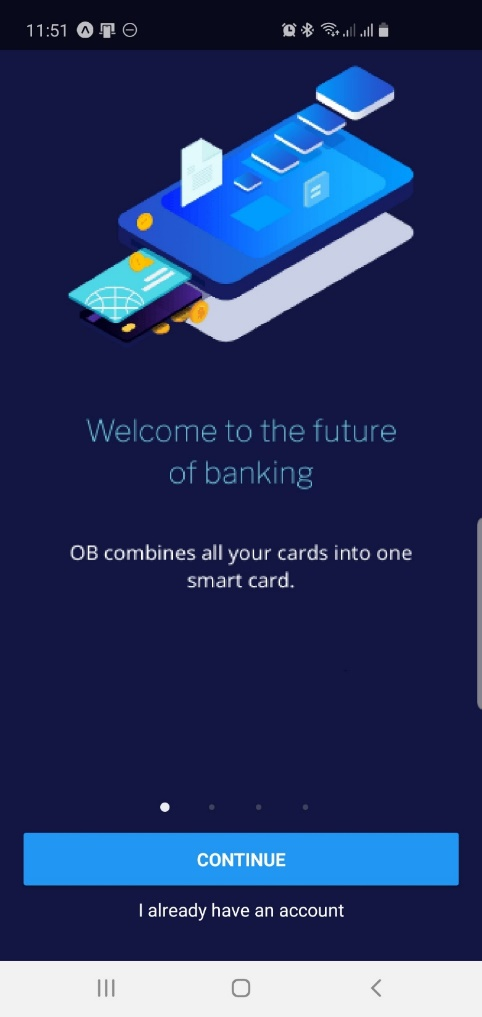 11:51
Welcome to the future
of banking
OB combines all your cards into one
smart card.
CONTINUE
I already have an account